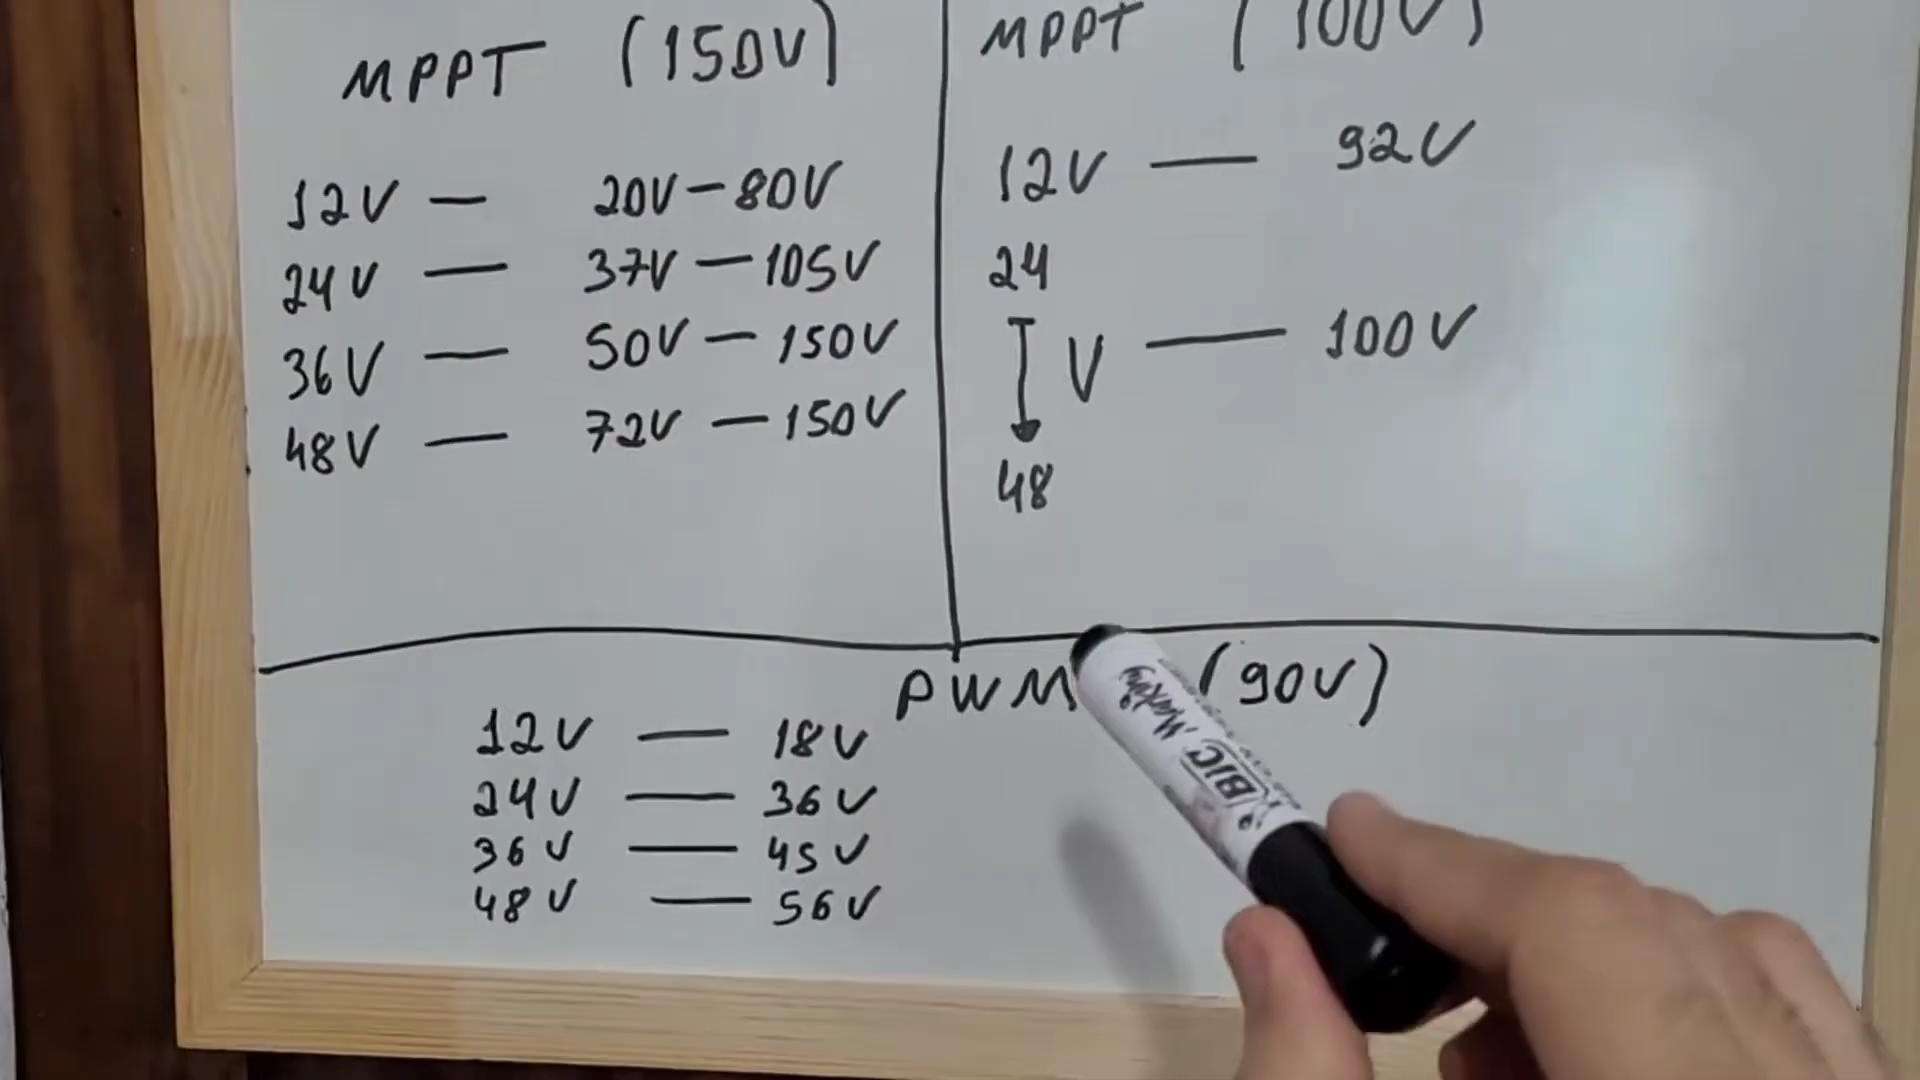 MPPT (150V)
12V — 20V — 80V
24V — 37V — 105V
36V — 50V — 150V
48V — 72V — 150V
MPPT (100V)
12V — 92V
24
V — 100V
48
PWM (90V)
12V — 18V
24V — 36V
36V — 45V
48V — 56V
BIC Marking